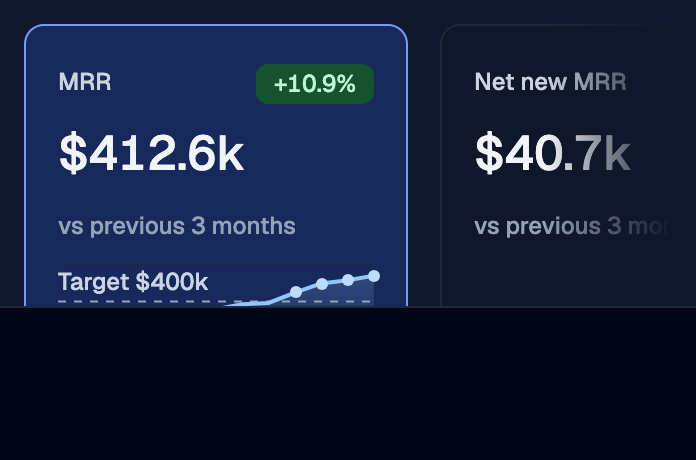 MRR
+10.9%
$412.6k
vs previous 3 months
Target $400k
Net new MRR
$40.7k
vs previous 3